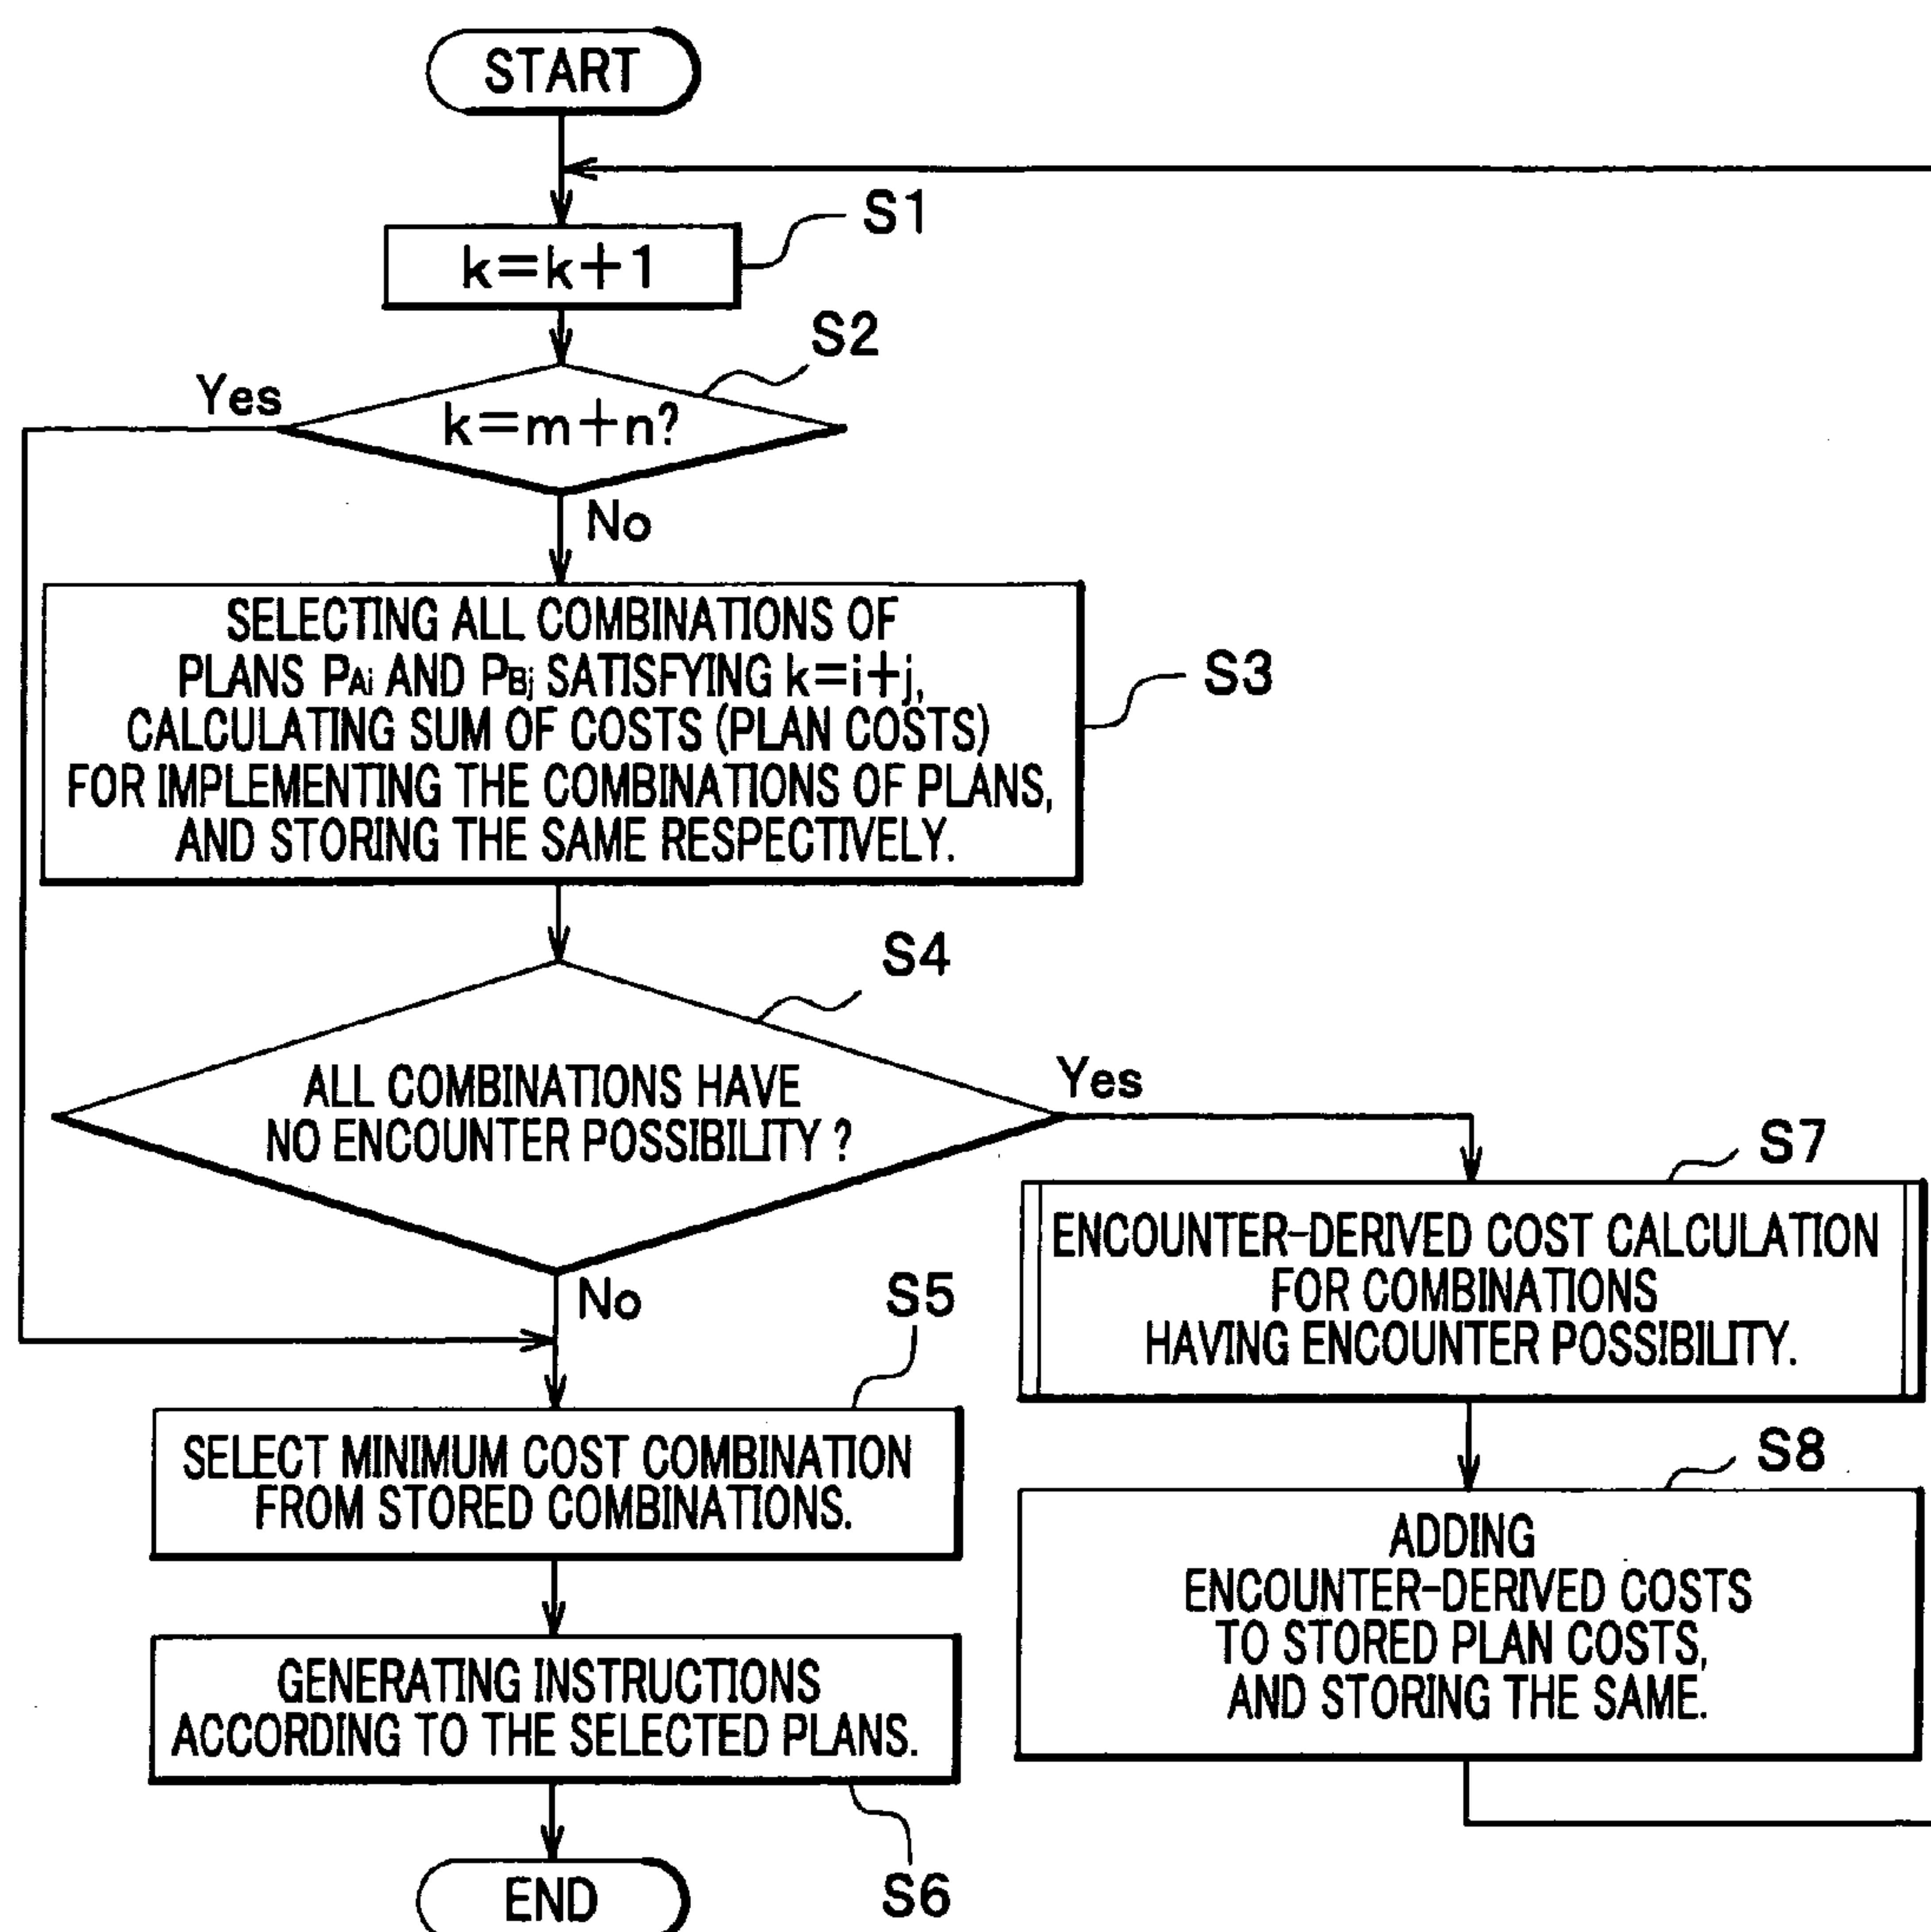 START
k=k+1
S1
S2
Yes
k=m+n?
No
SELECTING ALL COMBINATIONS OF
PLANS PAi AND PBj SATISFYING k=i+j,
CALCULATING SUM OF COSTS (PLAN COSTS)
FOR IMPLEMENTING THE COMBINATIONS OF PLANS,
AND STORING THE SAME RESPECTIVELY.
S3
S4
ALL COMBINATIONS HAVE
NO ENCOUNTER POSSIBILITY ?
Yes
No
S5
SELECT MINIMUM COST COMBINATION
FROM STORED COMBINATIONS.
GENERATING INSTRUCTIONS
ACCORDING TO THE SELECTED PLANS.
S6
END
S7
ENCOUNTER-DERIVED COST CALCULATION
FOR COMBINATIONS
HAVING ENCOUNTER POSSIBILITY.
S8
ADDING
ENCOUNTER-DERIVED COSTS
TO STORED PLAN COSTS,
AND STORING THE SAME.